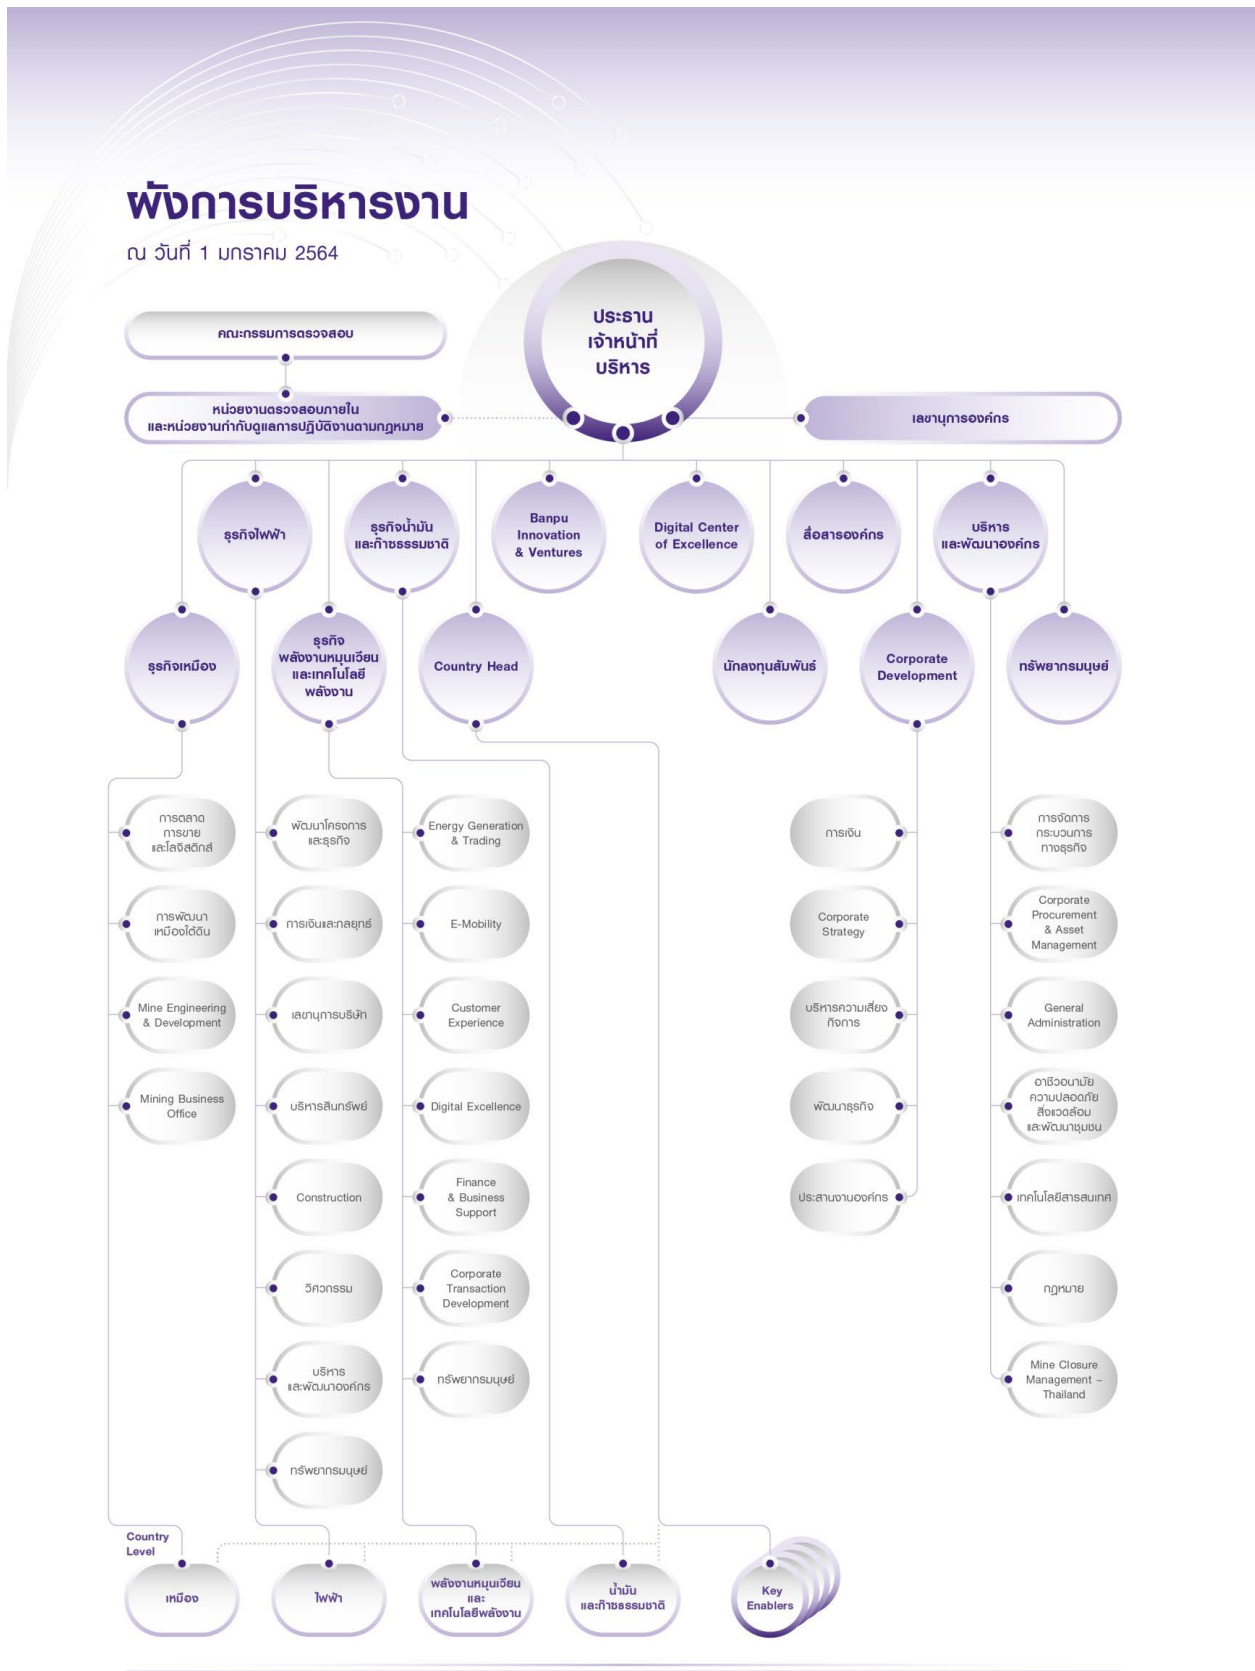 ผังการบริหารงาน
ณ วันที่ 1 มกราคม 2564
ประธาน
เจ้าหน้าที่
บริหาร
คณะกรรมการตรวจสอบ
หน่วยงานตรวจสอบภายใน
และหน่วยงานกำกับดูแลการปฏิบัติงานตามกฎหมาย
เลขานุการองค์กร
ธุรกิจไฟฟ้า
ธุรกิจน้ำมัน
และก๊าซธรรมชาติ
Banpu
Innovation
& Ventures
Digital Center
of Excellence
สื่อสารองค์กร
บริหาร
และพัฒนาองค์กร
ธุรกิจเหมือง
ธุรกิจ
พลังงานหมุนเวียน
และเทคโนโลยี
พลังงาน
Country Head
นักลงทุนสัมพันธ์
Corporate
Development
ทรัพยากรมนุษย์
การตลาด
การขาย
และโลจิสติกส์
การพัฒนา
เหมืองใต้ดิน
Mine Engineering
& Development
Mining Business
Office
พัฒนาโครงการ
และธุรกิจ
การเงินและกลยุทธ์
เลขานุการบริษัท
บริหารสินทรัพย์
Construction
วิศวกรรม
บริหาร
และพัฒนาองค์กร
ทรัพยากรมนุษย์
Energy Generation
& Trading
E-Mobility
Customer
Experience
Digital Excellence
Finance
& Business
Support
Corporate
Transaction
Development
ทรัพยากรมนุษย์
การเงิน
Corporate
Strategy
บริหารความเสี่ยง
กิจการ
พัฒนาธุรกิจ
ประสานงานองค์กร
การจัดการ
กระบวนการ
ทางธุรกิจ
Corporate
Procurement
& Asset
Management
General
Administration
อาชีวอนามัย
ความปลอดภัย
สิ่งแวดล้อม
และพัฒนาชุมชน
เทคโนโลยีสารสนเทศ
กฎหมาย
Mine Closure
Management –
Thailand
Country
Level
เหมือง
ไฟฟ้า
พลังงานหมุนเวียน
และ
เทคโนโลยีพลังงาน
น้ำมัน
และก๊าซธรรมชาติ
Key
Enablers